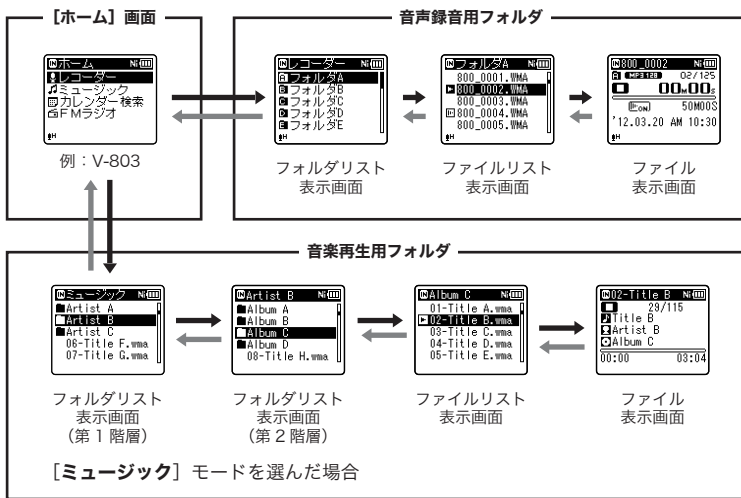 ［ホーム］画面
音声録音用フォルダ
ホーム Ni
レコーダー
ミュージック
カレンダー検索
ＦＭラジオ
例：V-803
レコーダー Ni
フォルダA
フォルダB
フォルダC
フォルダD
フォルダE
フォルダリスト
表示画面
フォルダA Ni
800_0001.WMA
800_0002.WMA
800_0003.WMA
800_0004.WMA
800_0005.WMA
ファイルリスト
表示画面
800_0002 Ni
MP3 128 02/125
00M00s
ON 50M00S
'12.03.20 AM 10:30
ファイル
表示画面
音楽再生用フォルダ
ミュージック Ni
Artist A
Artist B
Artist C
06-Title F.wma
07-Title G.wma
フォルダリスト
表示画面
（第 1 階層）
Artist B Ni
Album A
Album B
Album C
Album D
08-Title H.wma
フォルダリスト
表示画面
（第 2 階層）
Album C Ni
01-Title A.wma
02-Title B.wma
03-Title C.wma
04-Title D.wma
05-Title E.wma
ファイルリスト
表示画面
02-Title B Ni
29/115
Title B
Artist B
Album C
00:00 03:04
ファイル
表示画面
［ミュージック］モードを選んだ場合